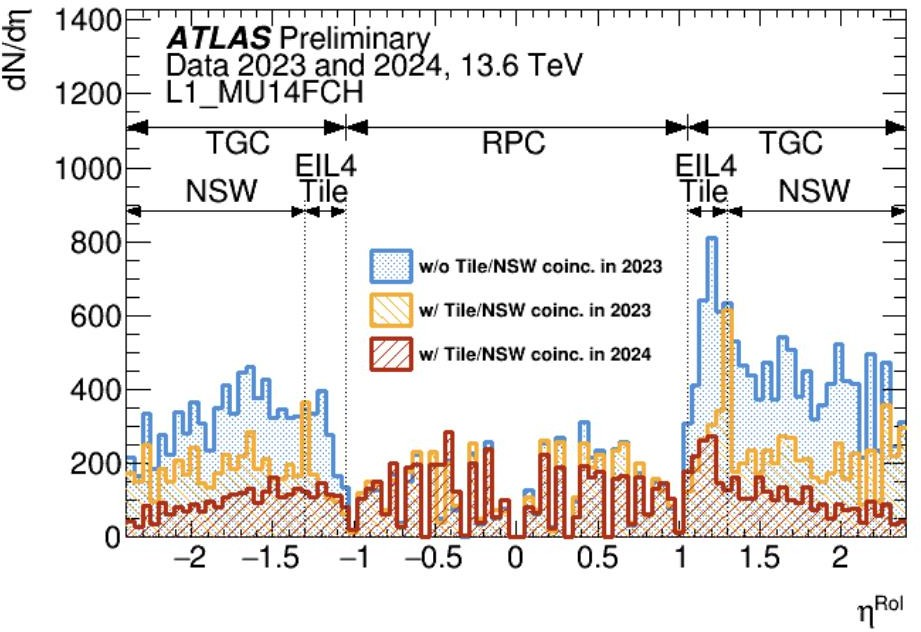 dN/dη
1400
1200
1000
800
600
400
200
0
ATLAS Preliminary
Data 2023 and 2024, 13.6 TeV
L1_MU14FCH
TGC RPC TGC
EIL4 EIL4
NSW Tile Tile NSW
w/o Tile/NSW coinc. in 2023
w/ Tile/NSW coinc. in 2023
w/ Tile/NSW coinc. in 2024
−2 −1.5 −1 −0.5 0 0.5 1 1.5 2
η^RoI